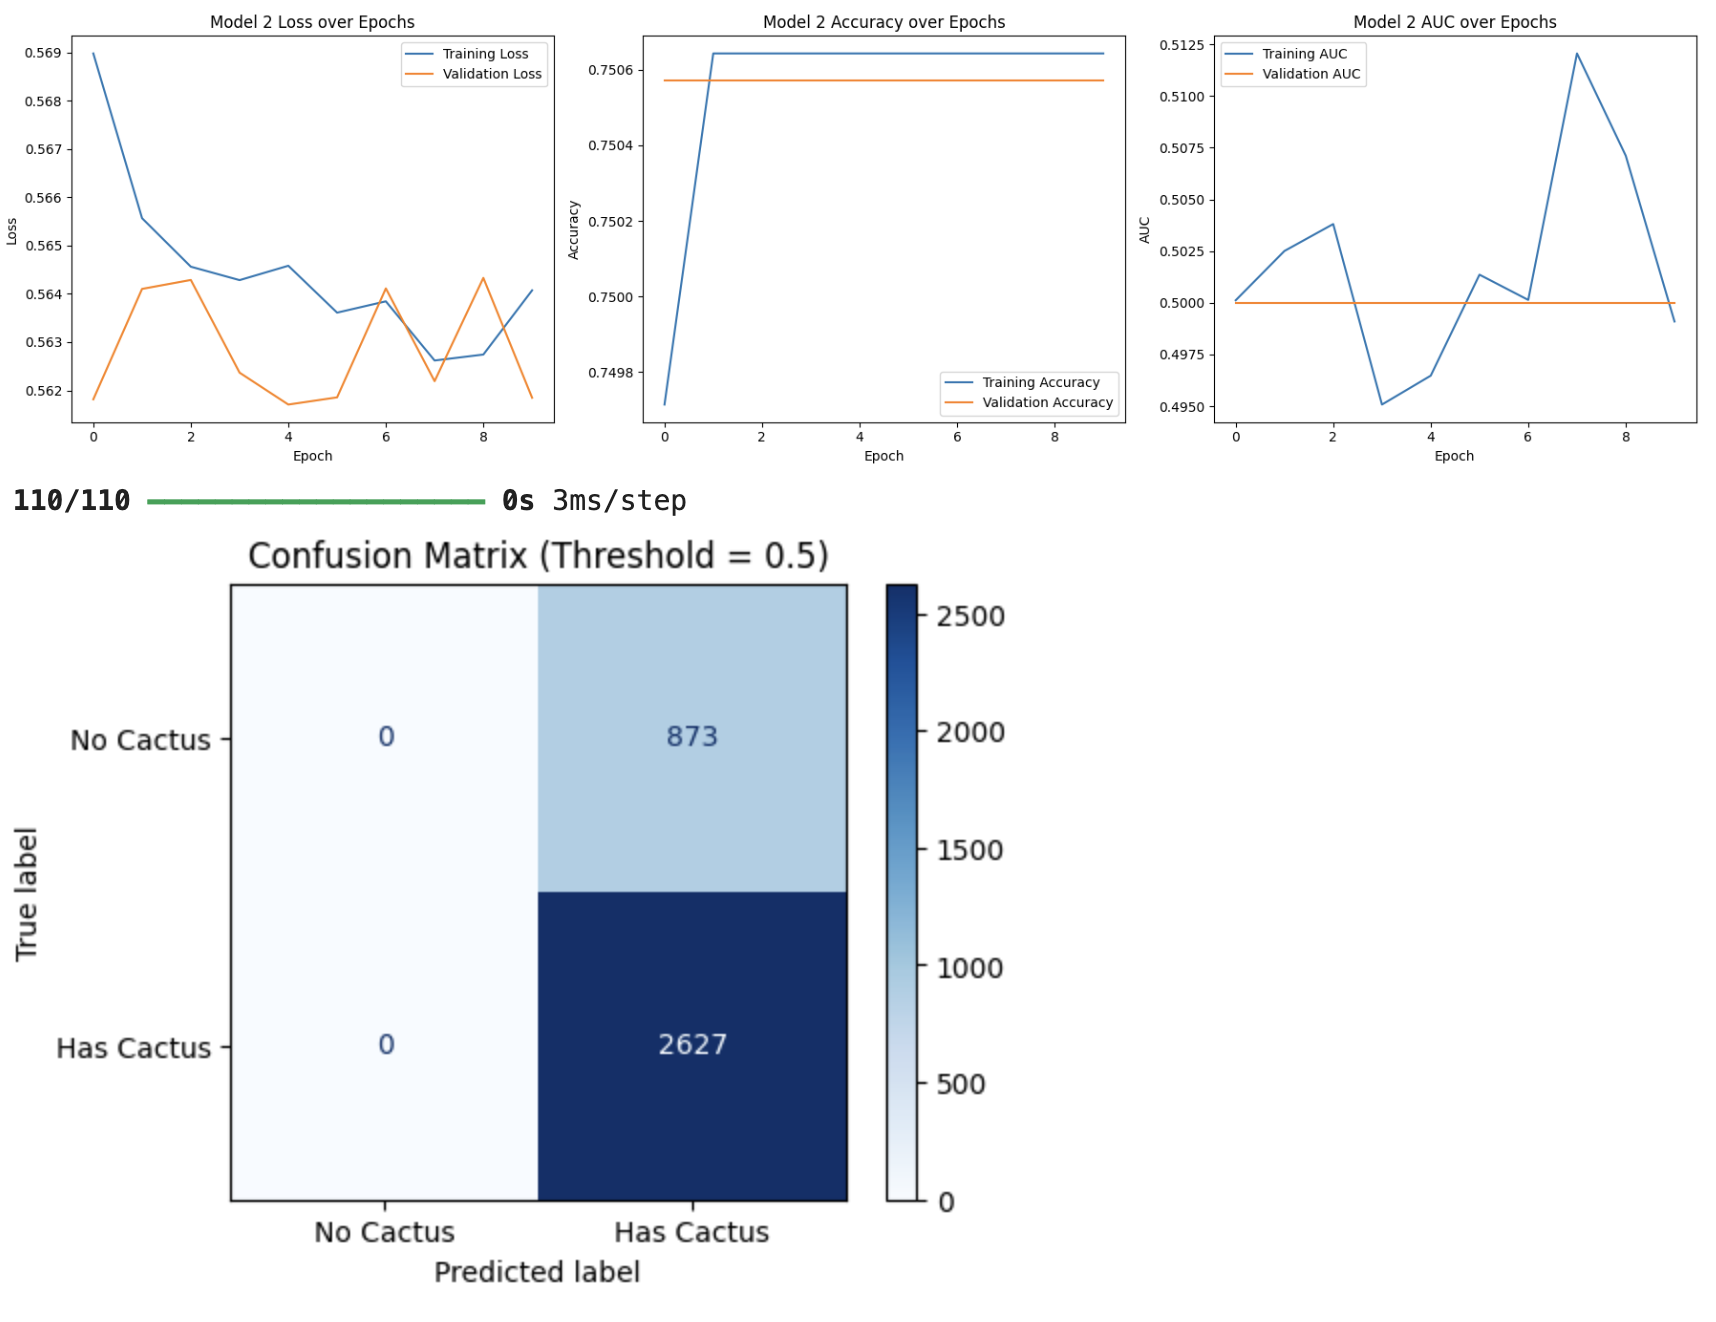 Model 2 Loss over Epochs
0.569
0.568
0.567
0.566
0.565
0.564
0.563
0.562
Loss
Training Loss
Validation Loss
0
2
4
6
8
Epoch
Model 2 Accuracy over Epochs
0.7506
0.7504
0.7502
0.7500
0.7498
Accuracy
Training Accuracy
Validation Accuracy
0
2
4
6
8
Epoch
Model 2 AUC over Epochs
0.5125
0.5100
0.5075
0.5050
0.5025
0.5000
0.4975
0.4950
AUC
Training AUC
Validation AUC
0
2
4
6
8
Epoch
110/110 0s 3ms/step
Confusion Matrix (Threshold = 0.5)
True label
No Cactus
0
873
Has Cactus
0
2627
No Cactus
Has Cactus
Predicted label
2500
2000
1500
1000
500
0